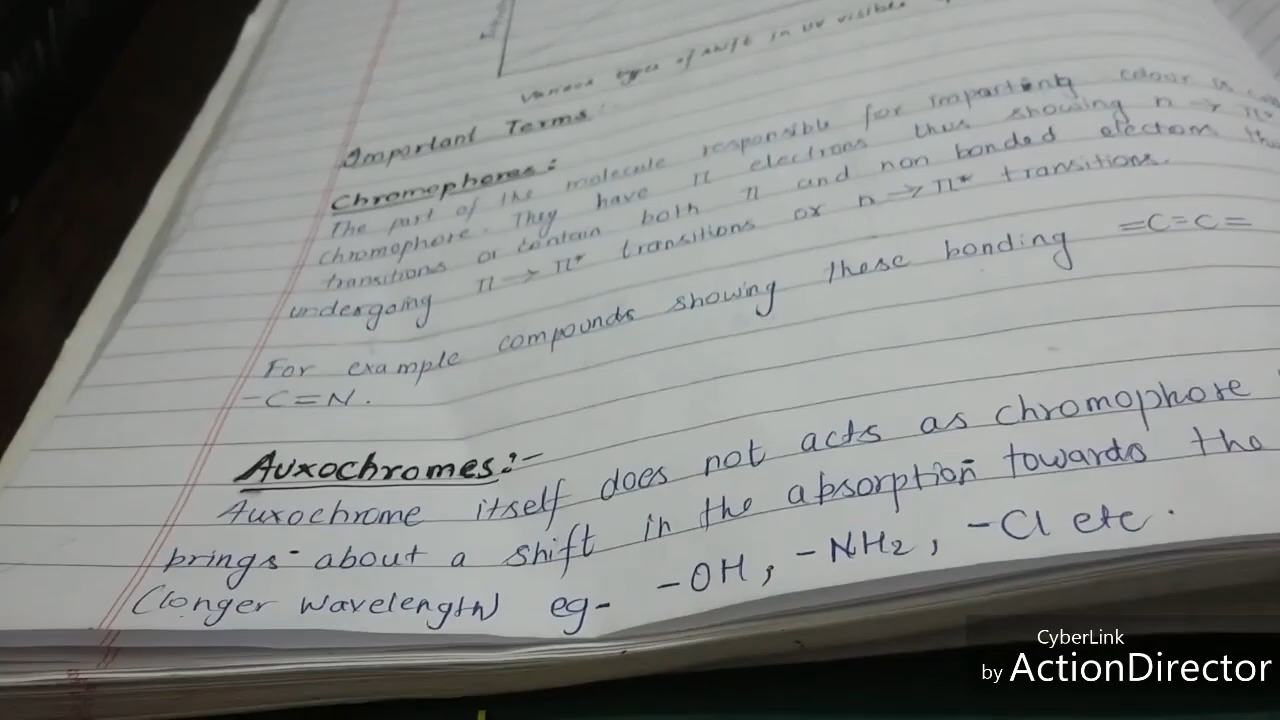 Various types of shift in UV visible
Important Terms:
Chromophores:
The part of the molecule responsible for imparting colour is
chromophore. They have π electrons thus showing n → π*
transitions or contain both π and non bonded electons
undergoing π → π* transitions or n → π* transitions.
For example compounds showing these bonding =C=C=
-C=N.
Auxochromes:-
Auxochrome itself does not acts as chromophore
brings about a shift in the absorption towards the
(longer wavelength) eg- -OH, -NH2, -Cl etc.
CyberLink
by ActionDirector